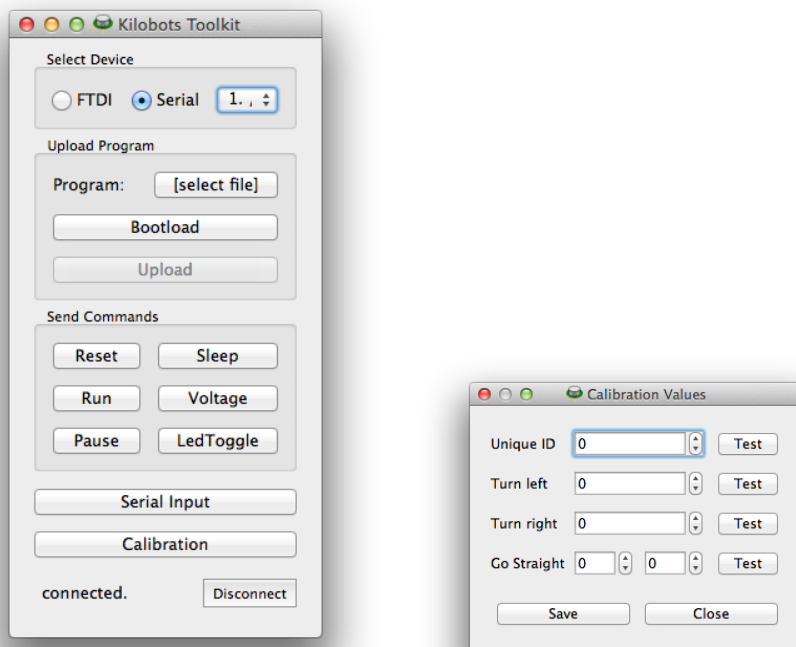 Kilobots Toolkit
Select Device
FTDI Serial 1. ,
Upload Program
Program: [select file]
Bootload
Upload
Send Commands
Reset Sleep
Run Voltage
Pause LedToggle
Serial Input
Calibration
connected. Disconnect
Calibration Values
Unique ID 0 Test
Turn left 0 Test
Turn right 0 Test
Go Straight 0 0 Test
Save Close